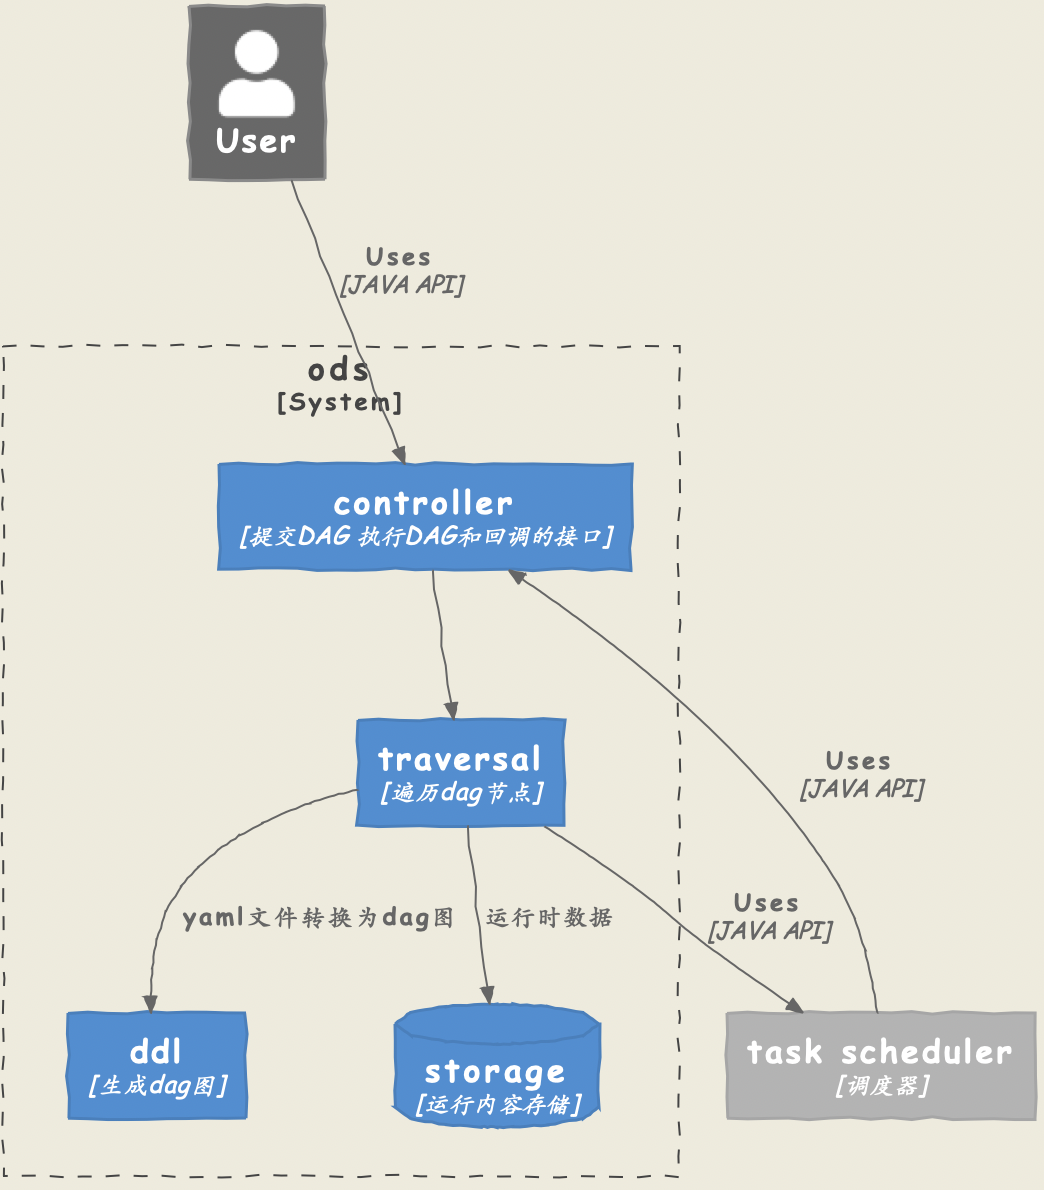 User
Uses
[JAVA API]
ods
[System]
controller
[提交DAG 执行DAG和回调的接口]
traversal
[遍历dag节点]
Uses
[JAVA API]
yaml文件转换为dag图
运行时数据
Uses
[JAVA API]
ddl
[生成dag图]
storage
[运行内容存储]
task scheduler
[调度器]